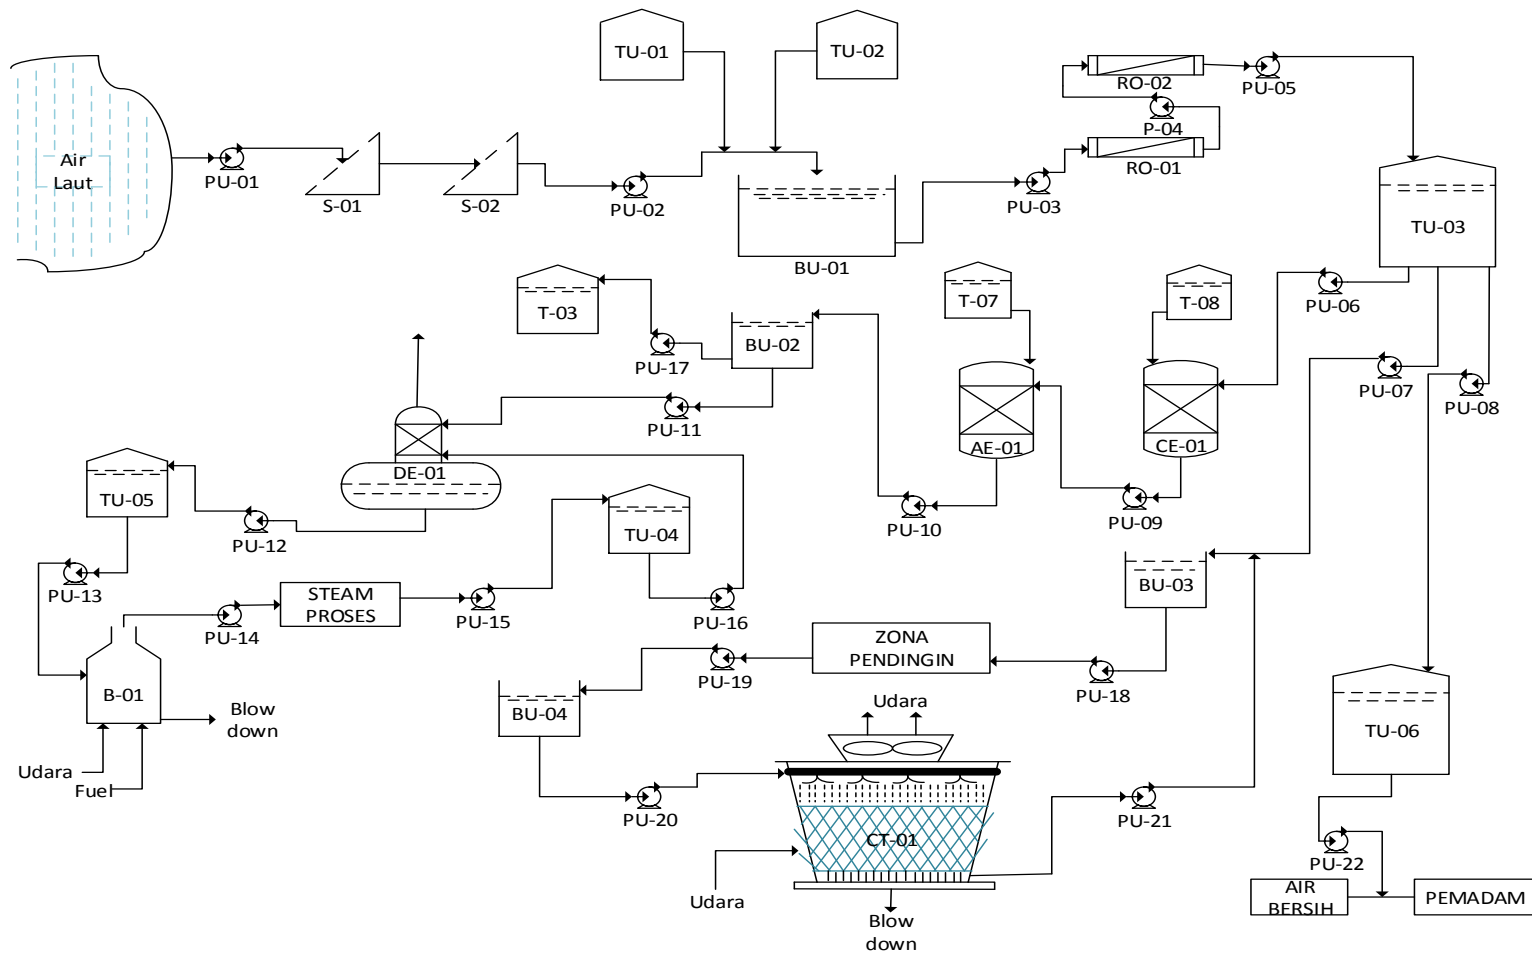 TU-01
TU-02
RO-02
PU-05
P-04
RO-01
Air
Laut
PU-01
S-01
S-02
PU-02
PU-03
BU-01
TU-03
T-03
PU-17
BU-02
T-07
T-08
PU-06
PU-07
PU-08
PU-11
AE-01
CE-01
DE-01
TU-05
PU-12
TU-04
PU-10
PU-09
PU-13
STEAM
PROSES
PU-14
PU-15
PU-16
BU-03
ZONA
PENDINGIN
PU-19
PU-18
B-01
Blow
down
BU-04
Udara
TU-06
Udara
Fuel
PU-20
CT-01
PU-21
PU-22
Udara
Blow
down
AIR
BERSIH
PEMADAM